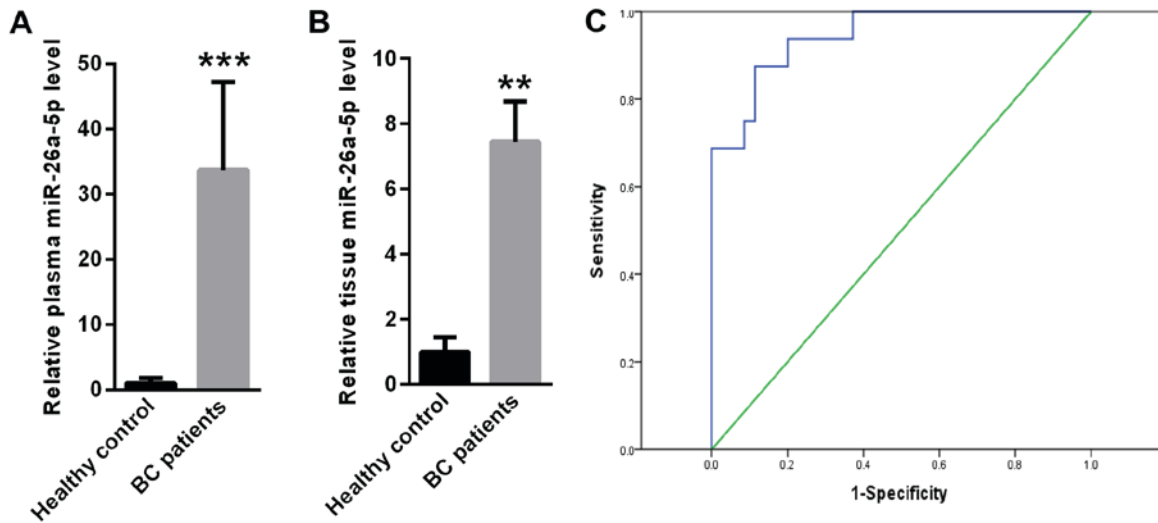 A
Relative plasma miR-26a-5p level
50
40
30
20
10
0
***
Healthy control
BC patients
B
Relative tissue miR-26a-5p level
10
8
6
4
2
0
**
Healthy control
BC patients
C
Sensitivity
1.0
0.8
0.6
0.4
0.2
0.0
0.0 0.2 0.4 0.6 0.8 1.0
1-Specificity